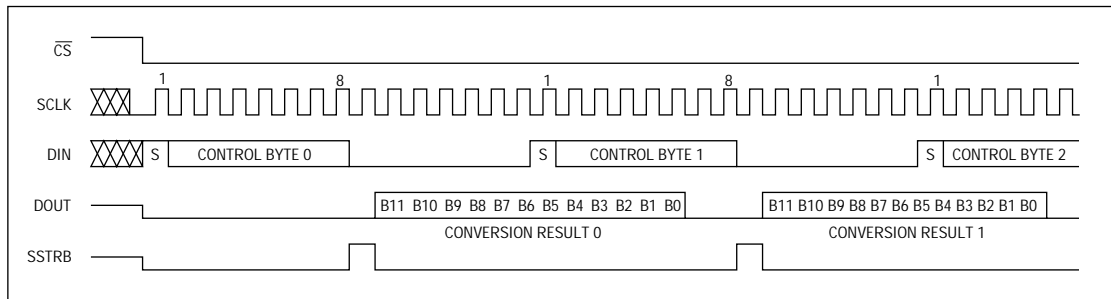 CS
1 8 1 8 1
SCLK
DIN S CONTROL BYTE 0 S CONTROL BYTE 1 S CONTROL BYTE 2
DOUT B11 B10 B9 B8 B7 B6 B5 B4 B3 B2 B1 B0 B11 B10 B9 B8 B7 B6 B5 B4 B3 B2 B1 B0
CONVERSION RESULT 0 CONVERSION RESULT 1
SSTRB